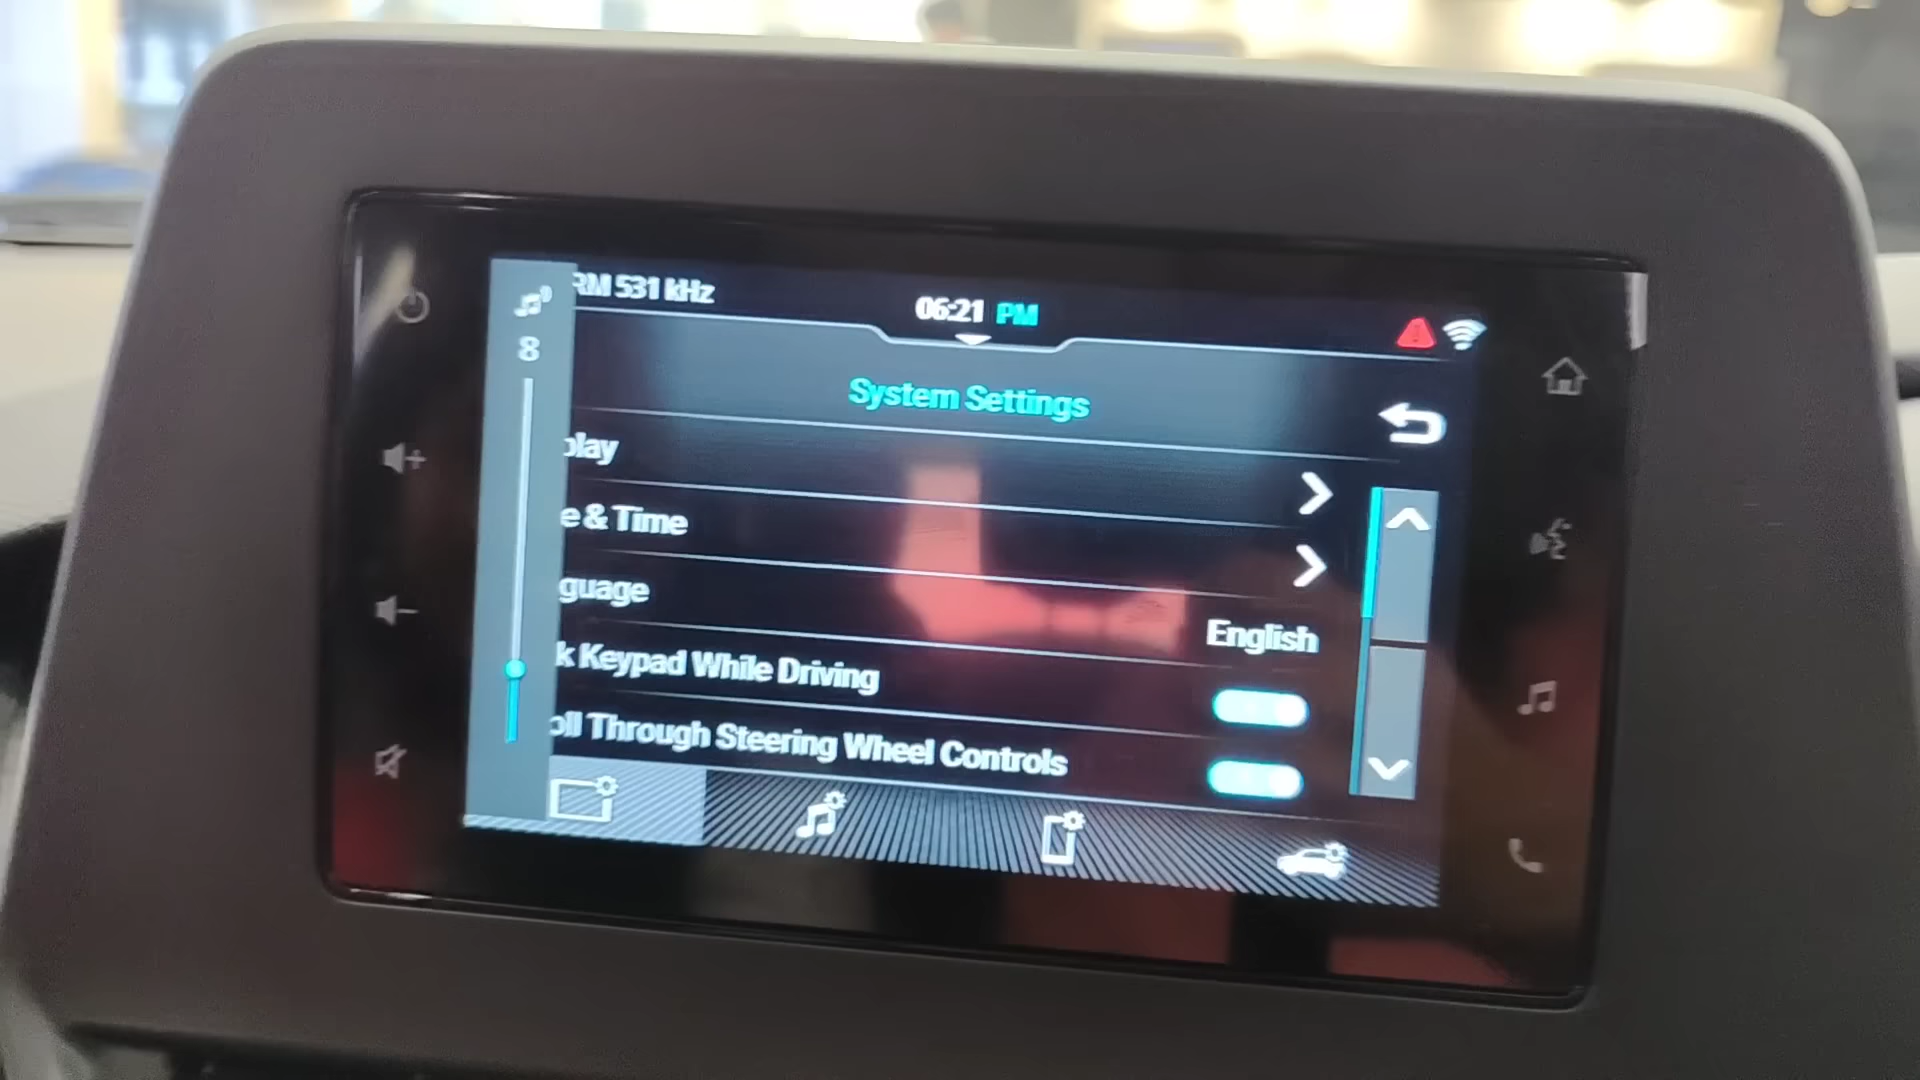 RM 531 kHz
06:21 PM
8
System Settings
play
e & Time
guage
English
k Keypad While Driving
oll Through Steering Wheel Controls